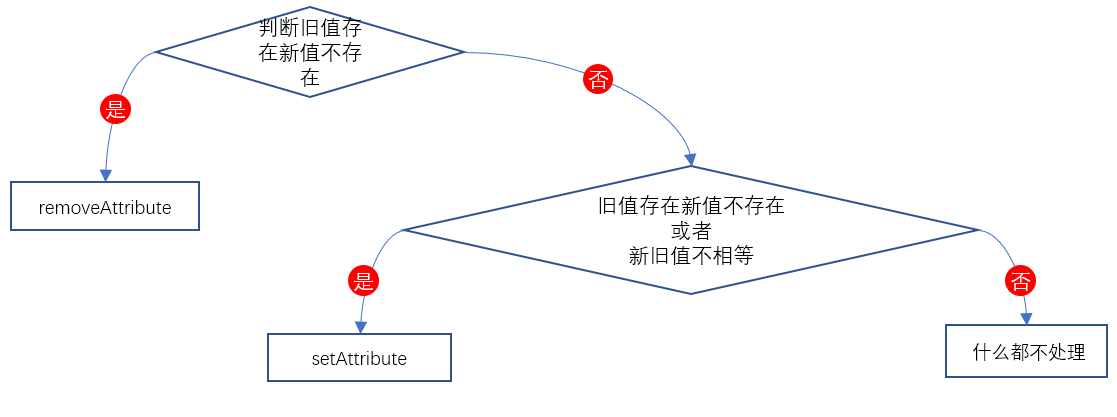 判断旧值存
在新值不存
在
是
否
removeAttribute
旧值存在新值不存在
或者
新旧值不相等
是
否
setAttribute
什么都不处理